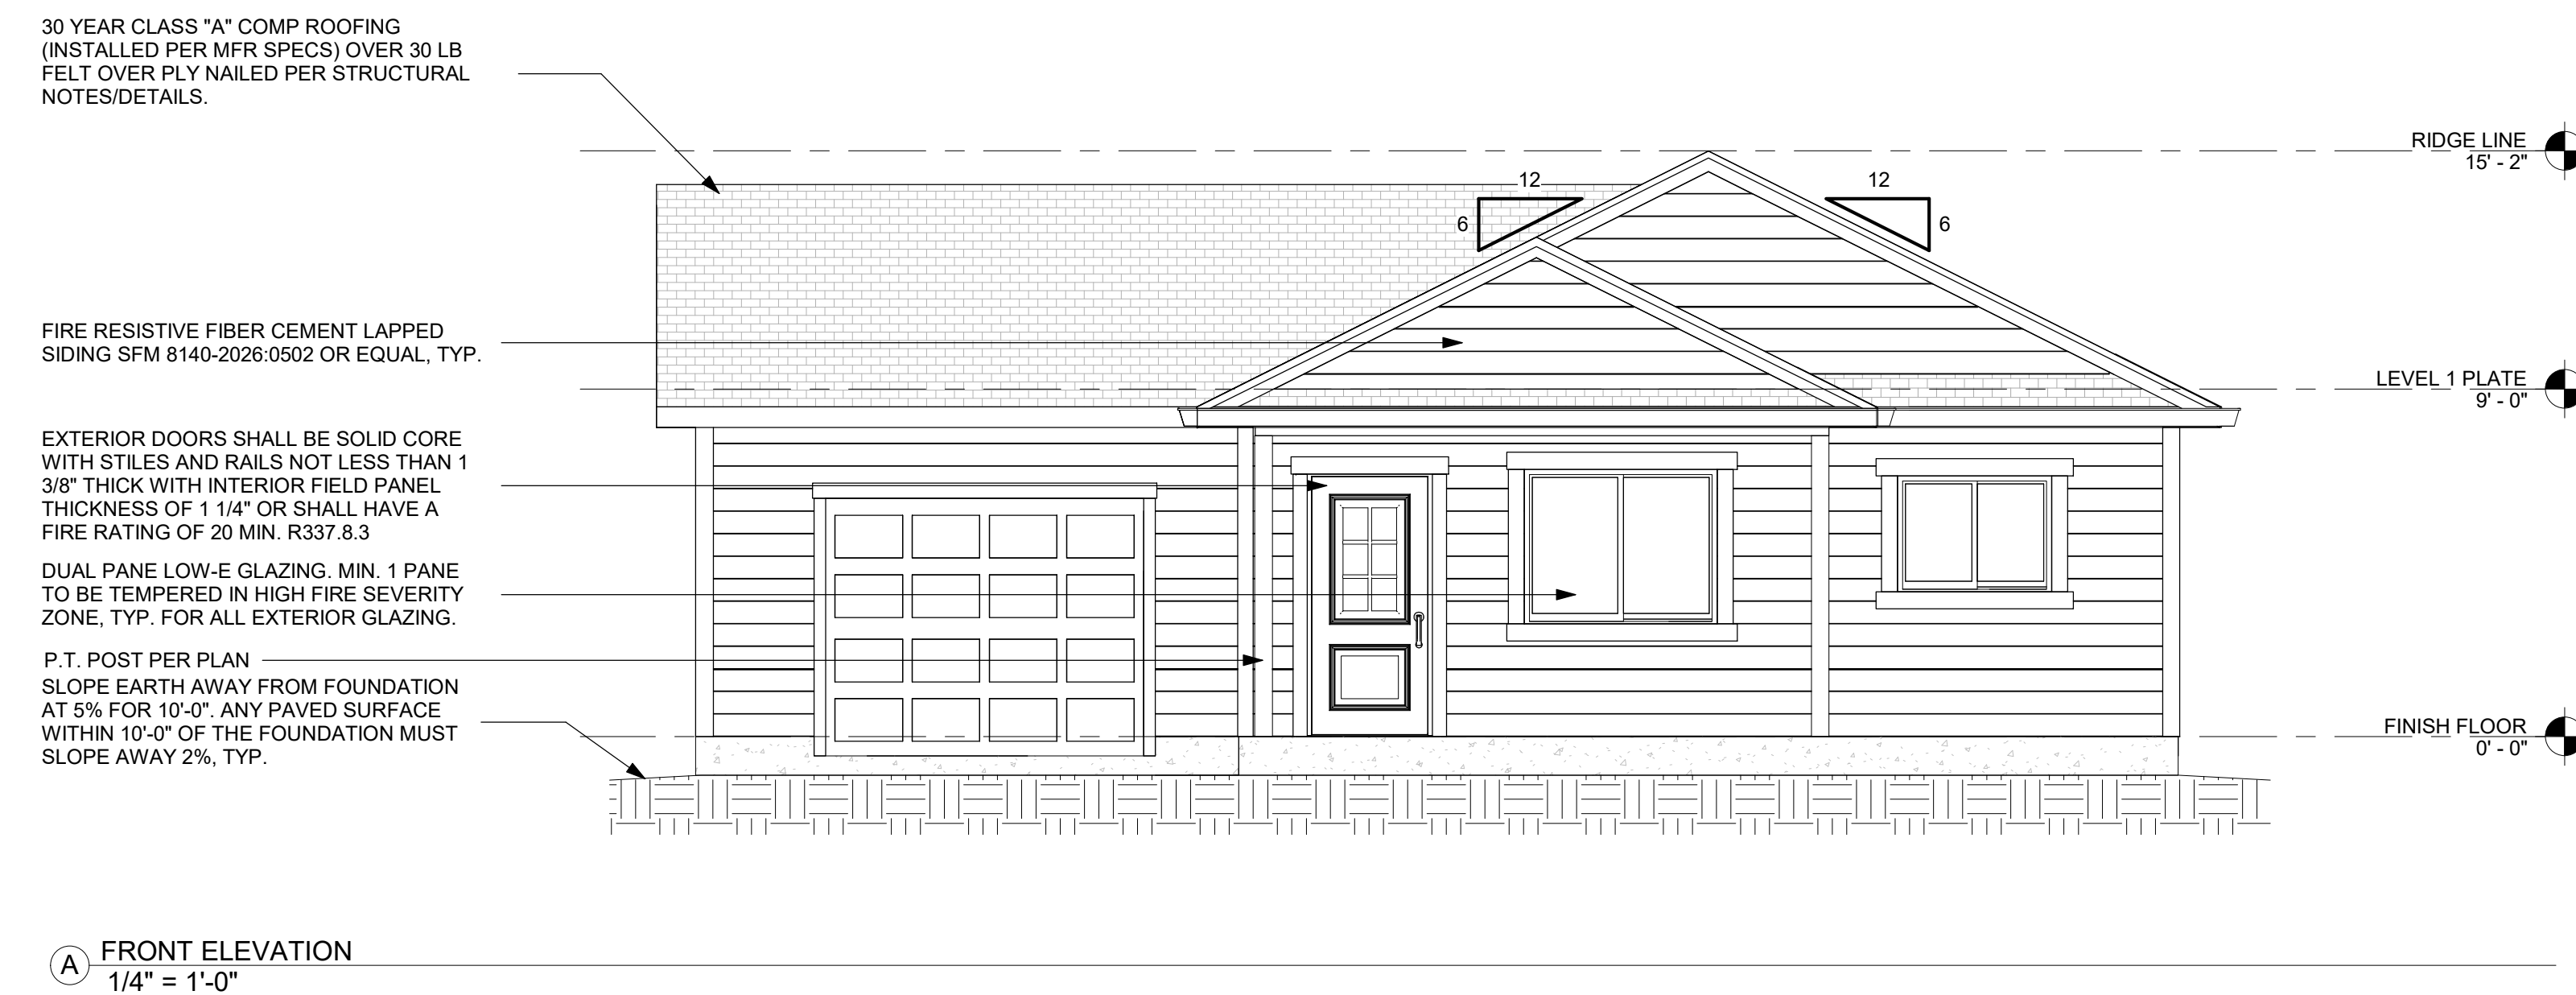 30 YEAR CLASS "A" COMP ROOFING
(INSTALLED PER MFR SPECS) OVER 30 LB
FELT OVER PLY NAILED PER STRUCTURAL
NOTES/DETAILS.
RIDGE LINE
15' - 2"
12
6
12
6
FIRE RESISTIVE FIBER CEMENT LAPPED
SIDING SFM 8140-2026:0502 OR EQUAL, TYP.
LEVEL 1 PLATE
9' - 0"
EXTERIOR DOORS SHALL BE SOLID CORE
WITH STILES AND RAILS NOT LESS THAN 1
3/8" THICK WITH INTERIOR FIELD PANEL
THICKNESS OF 1 1/4" OR SHALL HAVE A
FIRE RATING OF 20 MIN. R337.8.3
DUAL PANE LOW-E GLAZING. MIN. 1 PANE
TO BE TEMPERED IN HIGH FIRE SEVERITY
ZONE, TYP. FOR ALL EXTERIOR GLAZING.
P.T. POST PER PLAN
SLOPE EARTH AWAY FROM FOUNDATION
AT 5% FOR 10'-0". ANY PAVED SURFACE
WITHIN 10'-0" OF THE FOUNDATION MUST
SLOPE AWAY 2%, TYP.
FINISH FLOOR
0' - 0"
A
FRONT ELEVATION
1/4" = 1'-0"